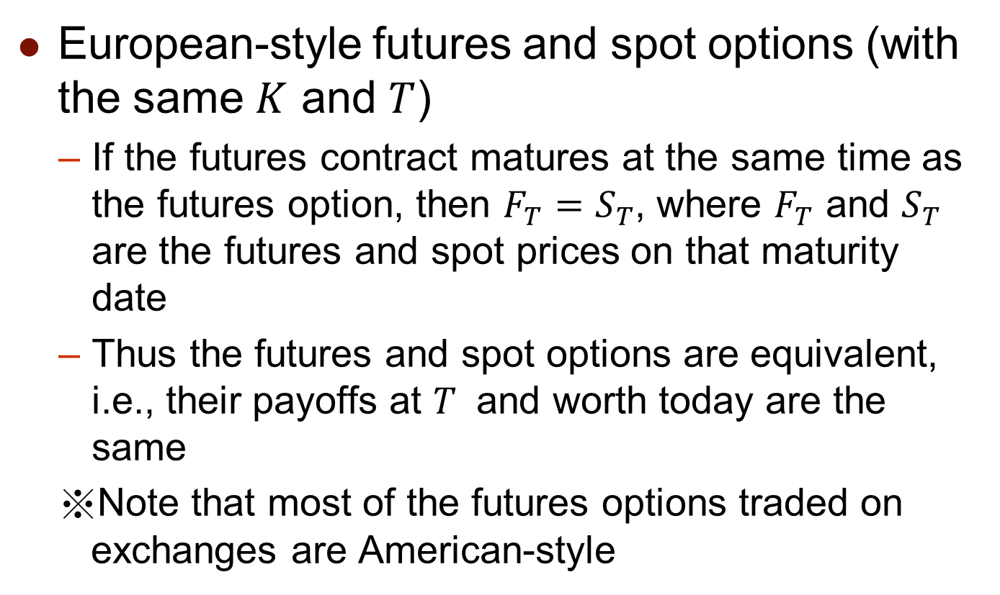 ● European-style futures and spot options (with
the same K and T)
– If the futures contract matures at the same time as
the futures option, then F_T = S_T, where F_T and S_T
are the futures and spot prices on that maturity
date
– Thus the futures and spot options are equivalent,
i.e., their payoffs at T and worth today are the
same
※Note that most of the futures options traded on
exchanges are American-style